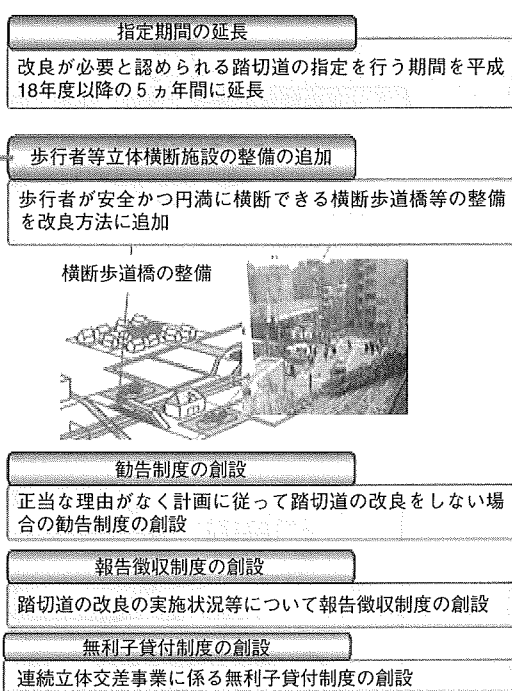 指定期間の延長
改良が必要と認められる踏切道の指定を行う期間を平成
18年度以降の5ヵ年間に延長
歩行者等立体横断施設の整備の追加
歩行者が安全かつ円満に横断できる横断歩道橋等の整備
を改良方法に追加
横断歩道橋の整備
勧告制度の創設
正当な理由がなく計画に従って踏切道の改良をしない場
合の勧告制度の創設
報告徴収制度の創設
踏切道の改良の実施状況等について報告徴収制度の創設
無利子貸付制度の創設
連続立体交差事業に係る無利子貸付制度の創設